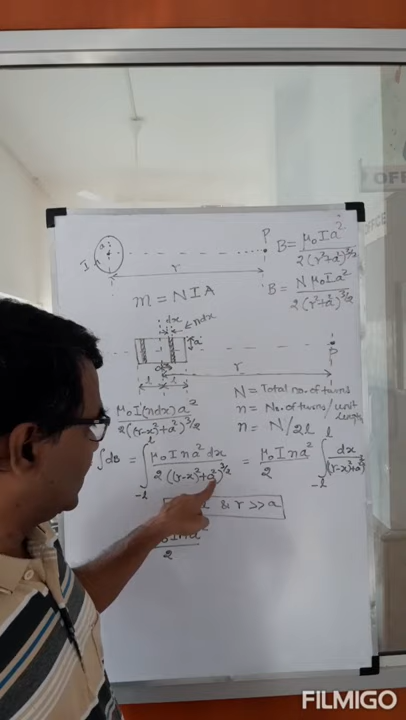 OFF
OFFICE
a
I
r
P
B = μ₀Ia² / 2(r²+a²)^3/2
m = NIA
B = Nμ₀Ia² / 2(r²+a²)^3/2
dx
ndx
a
r
P
l
l
N = Total no. of turns
n = No. of turns/unit length
n = N/2l
μ₀I(ndx)a² / 2((r-x)²+a²)^3/2
∫dB = ∫_{-l}^{l} μ₀Ina²dx / 2((r-x)²+a²)^3/2 = μ₀Ina² / 2 ∫_{-l}^{l} dx / ((r-x)²+a²)
& r >> a
2
FILMIGO